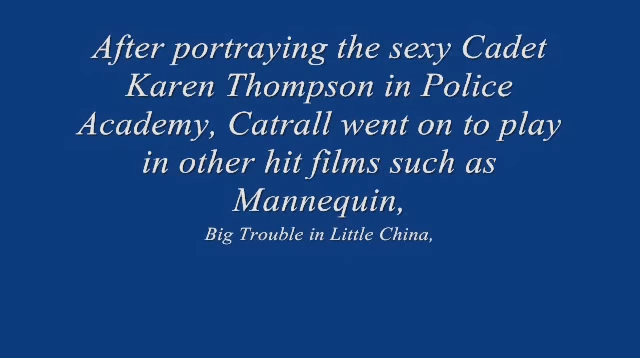 After portraying the sexy Cadet
Karen Thompson in Police
Academy, Catrall went on to play
in other hit films such as
Mannequin,
Big Trouble in Little China,